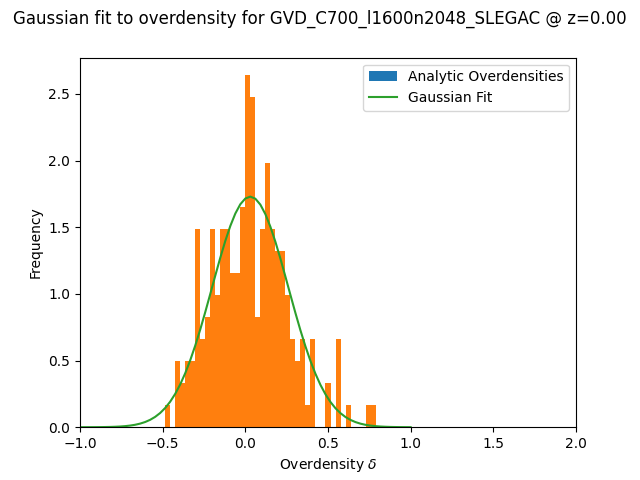 Gaussian fit to overdensity for GVD_C700_l1600n2048_SLEGAC @ z=0.00
Analytic Overdensities
Gaussian Fit
Frequency
2.5
2.0
1.5
1.0
0.5
0.0
−1.0 −0.5 0.0 0.5 1.0 1.5 2.0
Overdensity δ